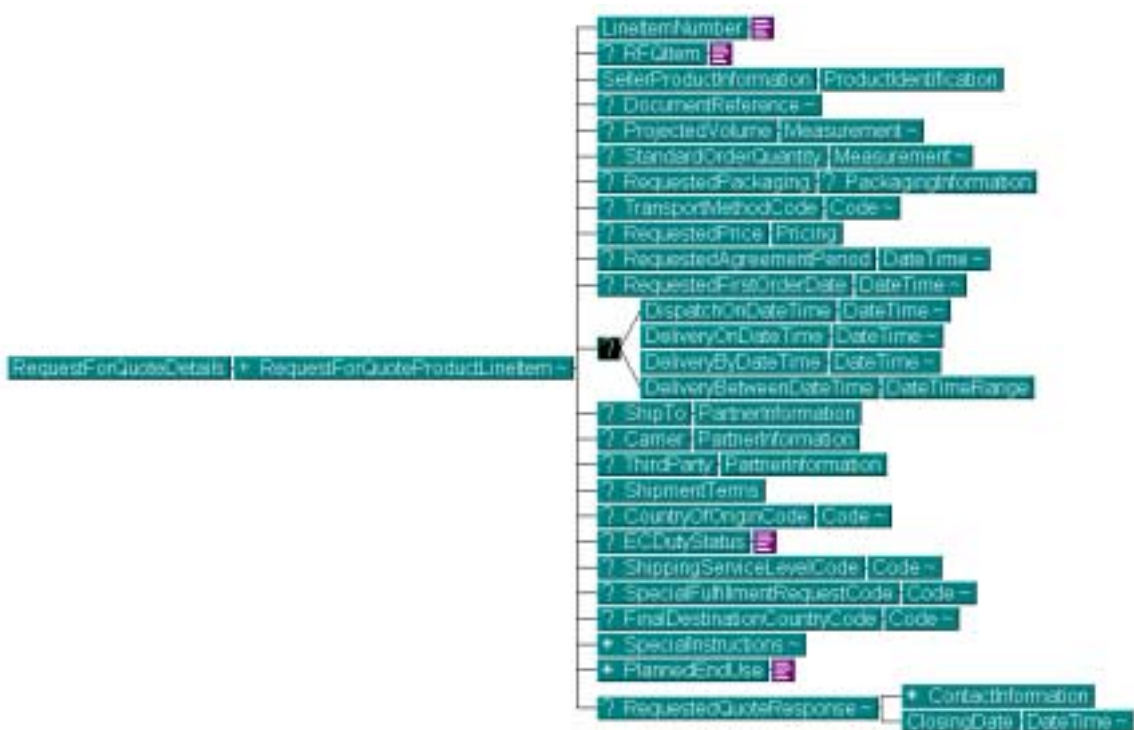 LineItemNumber
? RFQItem
SellerProductInformation ProductIdentification
? DocumentReference ~
? ProjectedVolume Measurement ~
? StandardOrderQuantity Measurement ~
? RequestedPackaging ? PackagingInformation
? TransportMethodCode Code ~
? RequestedPrice Pricing
? RequestedAgreementPeriod DateTime ~
? RequestedFirstOrderDate DateTime ~
DispatchOnDateTime DateTime ~
DeliveryOnDateTime DateTime ~
?
DeliveryByDateTime DateTime ~
RequestForQuoteDetails + RequestForQuoteProductLineItem ~
DeliveryBetweenDateTime DateTimeRange
? ShipTo PartnerInformation
? Carrier PartnerInformation
? ThirdParty PartnerInformation
? ShipmentTerms
? CountryOfOriginCode Code ~
? ECDutyStatus
? ShippingServiceLevelCode Code ~
? SpecialFulfillmentRequestCode Code ~
? FinalDestinationCountryCode Code ~
* SpecialInstructions ~
* PlannedEndUse
* ContactInformation
? RequestedQuoteResponse ~
ClosingDate DateTime ~